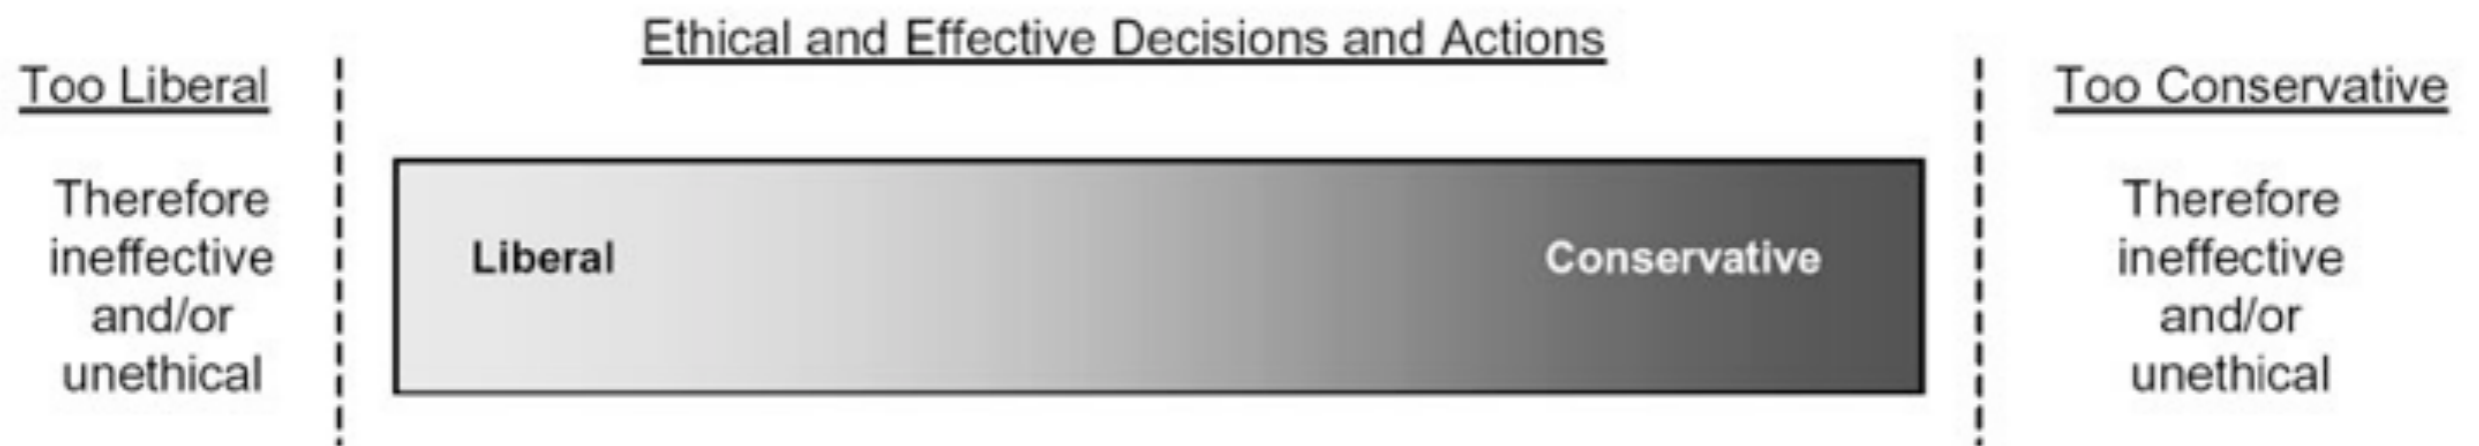 Ethical and Effective Decisions and Actions
Too Liberal
Therefore
ineffective
and/or
unethical
Liberal
Conservative
Too Conservative
Therefore
ineffective
and/or
unethical